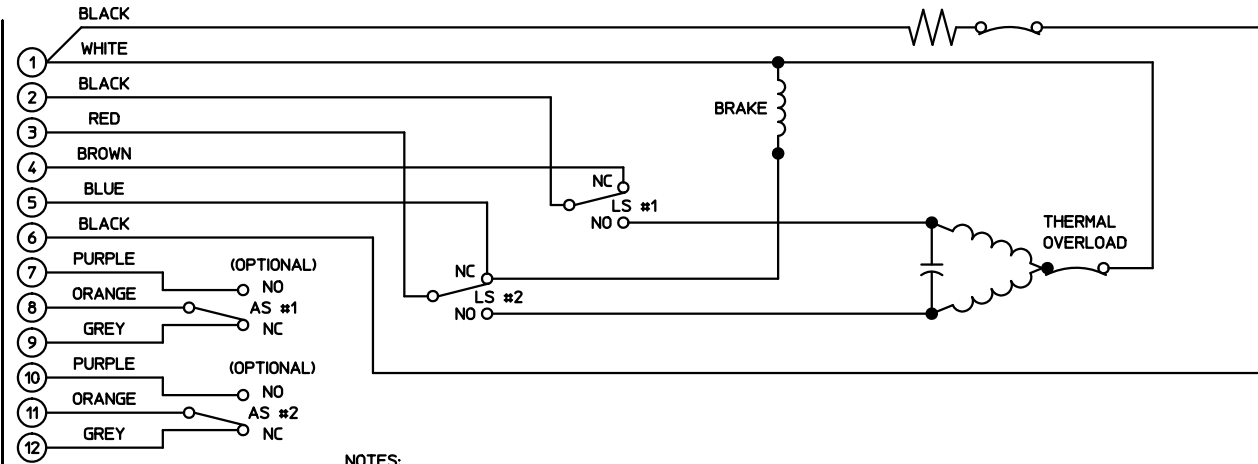 BLACK
1 WHITE
2 BLACK
BRAKE
3 RED
4 BROWN
NC
5 BLUE
LS #1
NO
6 BLACK
THERMAL
OVERLOAD
7 PURPLE
(OPTIONAL)
NO
NC
8 ORANGE
AS #1
LS #2
NO
9 GREY
NC
10 PURPLE
(OPTIONAL)
NO
11 ORANGE
AS #2
12 GREY
NC
NOTES: